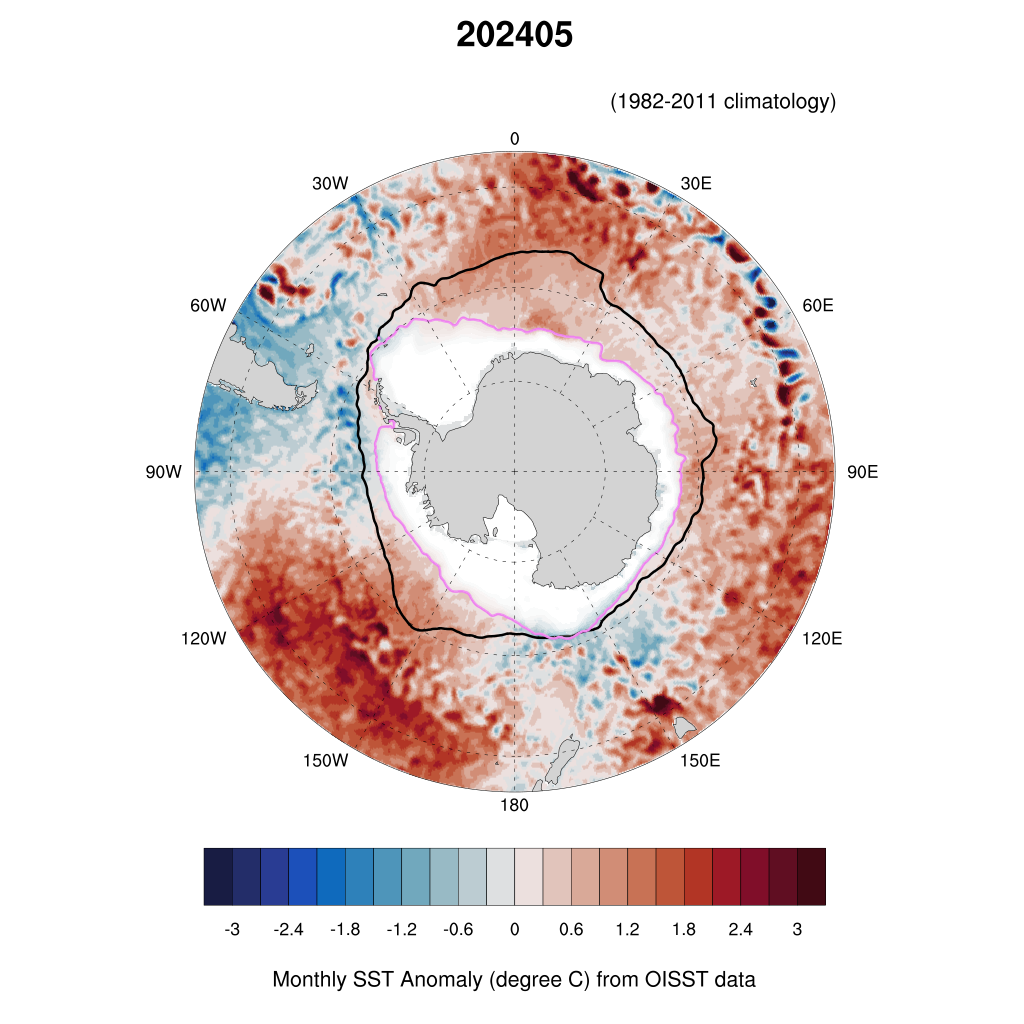 202405
(1982-2011 climatology)
0
30W
30E
60W
60E
90W
90E
120W
120E
150W
150E
180
-3 -2.4 -1.8 -1.2 -0.6 0 0.6 1.2 1.8 2.4 3
Monthly SST Anomaly (degree C) from OISST data